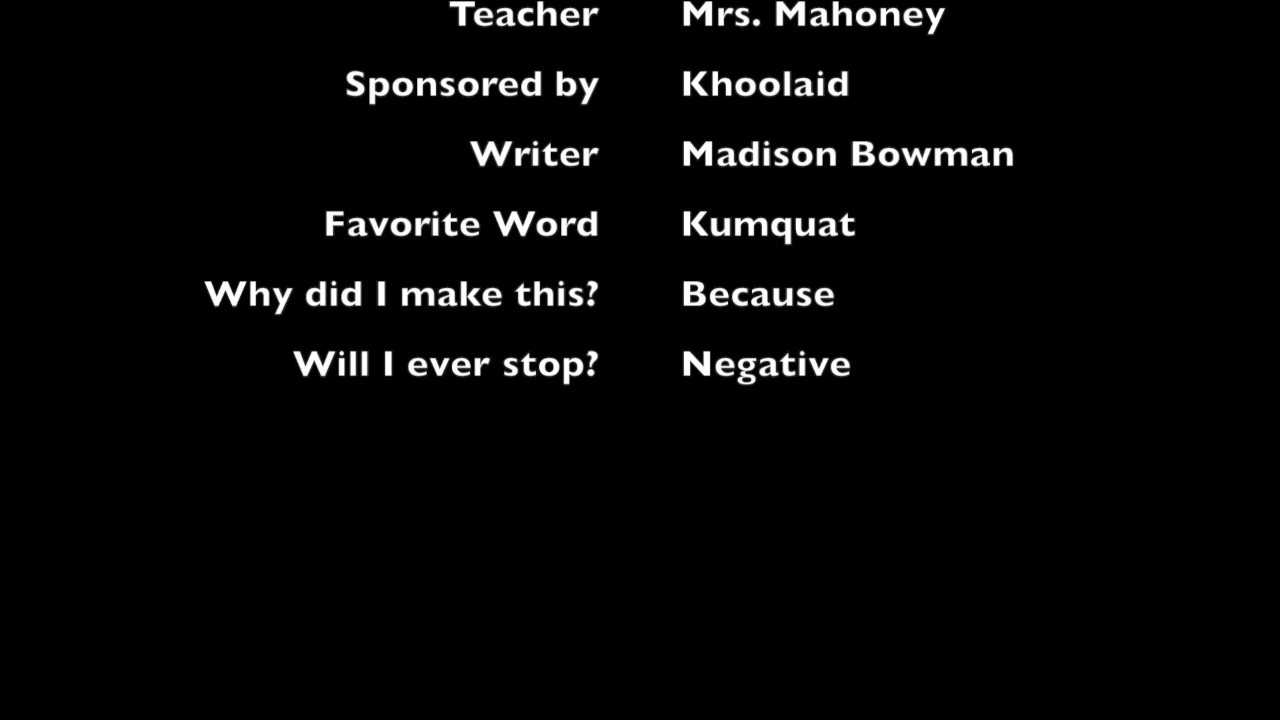 Teacher Mrs. Mahoney
Sponsored by Khoolaid
Writer Madison Bowman
Favorite Word Kumquat
Why did I make this? Because
Will I ever stop? Negative